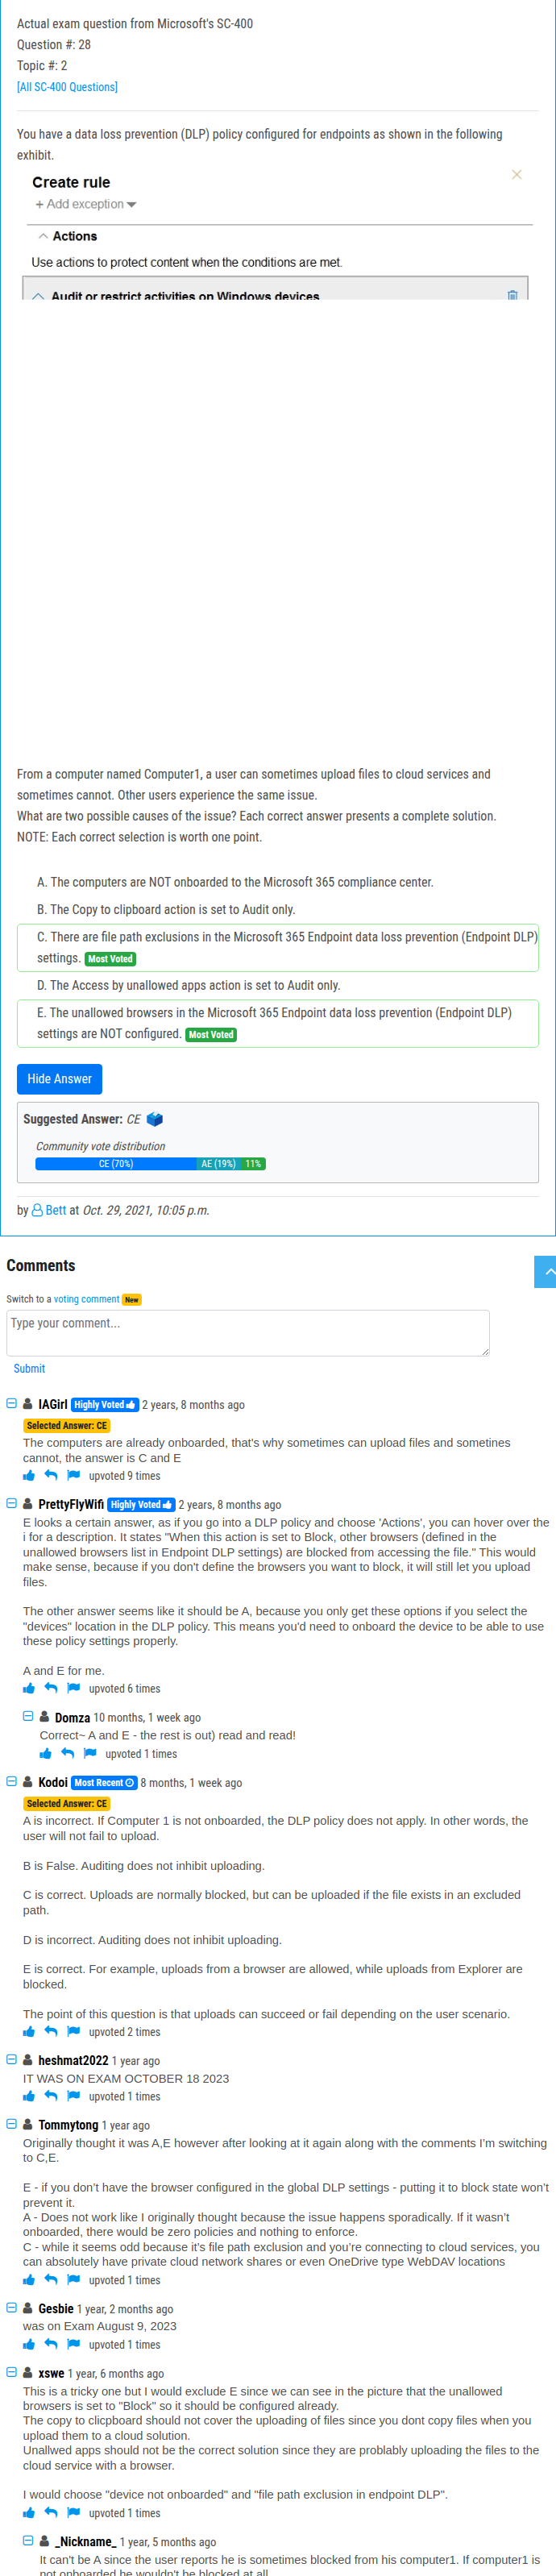 Actual exam question from Microsoft's SC-400
Question #: 28
Topic #: 2
[All SC-400 Questions]
You have a data loss prevention (DLP) policy configured for endpoints as shown in the following
exhibit.
Create rule
+ Add exception
Actions
Use actions to protect content when the conditions are met.
Audit or restrict activities on Windows devices
From a computer named Computer1, a user can sometimes upload files to cloud services and
sometimes cannot. Other users experience the same issue.
What are two possible causes of the issue? Each correct answer presents a complete solution.
NOTE: Each correct selection is worth one point.
A. The computers are NOT onboarded to the Microsoft 365 compliance center.
B. The Copy to clipboard action is set to Audit only.
C. There are file path exclusions in the Microsoft 365 Endpoint data loss prevention (Endpoint DLP)
settings. Most Voted
D. The Access by unallowed apps action is set to Audit only.
E. The unallowed browsers in the Microsoft 365 Endpoint data loss prevention (Endpoint DLP)
settings are NOT configured. Most Voted
Hide Answer
Suggested Answer: CE
Community vote distribution
CE (70%) AE (19%) 11%
by Bett at Oct. 29, 2021, 10:05 p.m.
Comments
Switch to a voting comment New
Type your comment...
Submit
IAGirl Highly Voted 2 years, 8 months ago
Selected Answer: CE
The computers are already onboarded, that's why sometimes can upload files and sometines
cannot, the answer is C and E
upvoted 9 times
PrettyFlyWifi Highly Voted 2 years, 8 months ago
E looks a certain answer, as if you go into a DLP policy and choose 'Actions', you can hover over the
i for a description. It states "When this action is set to Block, other browsers (defined in the
unallowed browsers list in Endpoint DLP settings) are blocked from accessing the file." This would
make sense, because if you don't define the browsers you want to block, it will still let you upload
files.
The other answer seems like it should be A, because you only get these options if you select the
"devices" location in the DLP policy. This means you'd need to onboard the device to be able to use
these policy settings properly.
A and E for me.
upvoted 6 times
Domza 10 months, 1 week ago
Correct~ A and E - the rest is out) read and read!
upvoted 1 times
Kodoi Most Recent 8 months, 1 week ago
Selected Answer: CE
A is incorrect. If Computer 1 is not onboarded, the DLP policy does not apply. In other words, the
user will not fail to upload.
B is False. Auditing does not inhibit uploading.
C is correct. Uploads are normally blocked, but can be uploaded if the file exists in an excluded
path.
D is incorrect. Auditing does not inhibit uploading.
E is correct. For example, uploads from a browser are allowed, while uploads from Explorer are
blocked.
The point of this question is that uploads can succeed or fail depending on the user scenario.
upvoted 2 times
heshmat2022 1 year ago
IT WAS ON EXAM OCTOBER 18 2023
upvoted 1 times
Tommytong 1 year ago
Originally thought it was A,E however after looking at it again along with the comments I'm switching
to C,E.
E - if you don't have the browser configured in the global DLP settings - putting it to block state won't
prevent it.
A - Does not work like I originally thought because the issue happens sporadically. If it wasn't
onboarded, there would be zero policies and nothing to enforce.
C - while it seems odd because it's file path exclusion and you're connecting to cloud services, you
can absolutely have private cloud network shares or even OneDrive type WebDAV locations
upvoted 1 times
Gesbie 1 year, 2 months ago
was on Exam August 9, 2023
upvoted 1 times
xswe 1 year, 6 months ago
This is a tricky one but I would exclude E since we can see in the picture that the unallowed
browsers is set to "Block" so it should be configured already.
The copy to clicpboard should not cover the uploading of files since you dont copy files when you
upload them to a cloud solution.
Unallwed apps should not be the correct solution since they are problably uploading the files to the
cloud service with a browser.
I would choose "device not onboarded" and "file path exclusion in endpoint DLP".
upvoted 1 times
_Nickname_ 1 year, 5 months ago
It can't be A since the user reports he is sometimes blocked from his computer1. If computer1 is
not onboarded he wouldn't be blocked at all